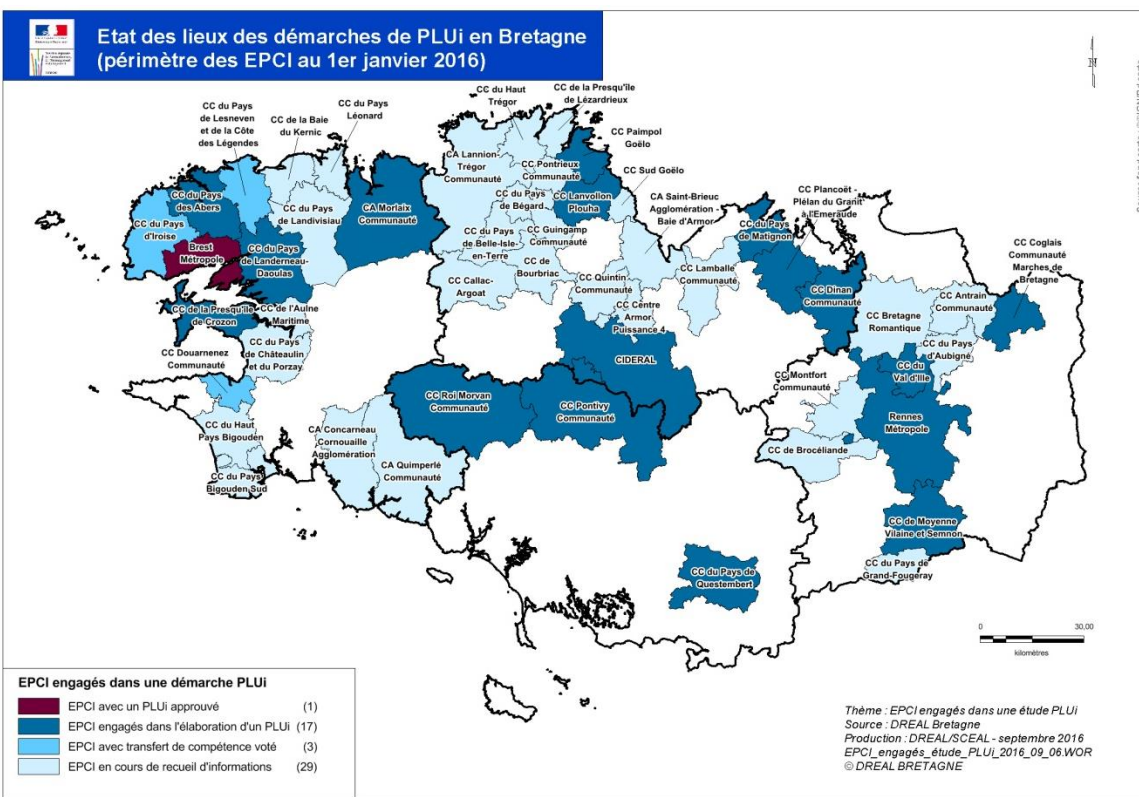 Etat des lieux des démarches de PLUi en Bretagne
(périmètre des EPCI au 1er janvier 2016)
N
CC du Pays
de Lesneven
et de la Côte
des Légendes
CC de la Baie
du Kernic
CC du Pays
Léonard
CC du Haut
Trégor
CC de la Presqu'île
de Lézardrieux
CC Paimpol
Goëlo
CA Lannion-
Trégor
Communauté
CC Pontrieux
Communauté
CC Sud Goëlo
CC du Pays
des Abers
CC du Pays
de Landivisiau
CA Morlaix
Communauté
CC du Pays
de Bégard
CC Lanvollon
Plouha
CA Saint-Brieuc
Agglomération -
Baie d'Armor
CC Plancoët -
Plélan du Granit
à l'Emeraude
CC du Pays
d'Iroise
Brest
Métropole
CC du Pays
de Landerneau-
Daoulas
CC du Pays
de Belle-Isle-
en-Terre
CC Guingamp
Communauté
CC du Pays
de Matignon
CC Coglais
Communauté
Marches de
Bretagne
CC de
Bourbriac
CC Callac-
Argoat
CC Quintin
Communauté
CC Lamballe
Communauté
CC Dinan
Communauté
CC Antrain
Communauté
CC Bretagne
Romantique
CC de la Presqu'île
de Crozon
CC de l'Aulne
Maritime
CC Centre
Armor
Puissance 4
CC du Pays
d'Aubigné
CC Douarnenez
Communauté
CC du Pays
de Châteaulin
et du Porzay
CIDERAL
CC Montfort
Communauté
CC du
Val d'Ille
CC Roi Morvan
Communauté
CC Pontivy
Communauté
Rennes
Métropole
CC du Haut
Pays Bigouden
CA Concarneau
Cornouaille
Agglomération
CA Quimperlé
Communauté
CC de Brocéliande
CC du Pays
Bigouden Sud
CC de Moyenne
Vilaine et Semnon
CC du Pays de
Questembert
CC du Pays de
Grand-Fougeray
0 30,00
kilomètres
EPCI engagés dans une démarche PLUi
EPCI avec un PLUi approuvé (1)
EPCI engagés dans l'élaboration d'un PLUi (17)
EPCI avec transfert de compétence voté (3)
EPCI en cours de recueil d'informations (29)
Thème : EPCI engagés dans une étude PLUi
Source : DREAL Bretagne
Production : DREAL/SCEAL - septembre 2016
EPCI_engagés_étude_PLUi_2016_09_06.WOR
© DREAL BRETAGNE